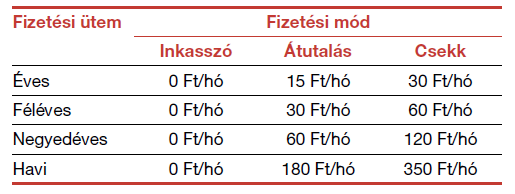 Fizetési ütem Fizetési mód
Inkasszó Átutalás Csekk
Éves 0 Ft/hó 15 Ft/hó 30 Ft/hó
Féléves 0 Ft/hó 30 Ft/hó 60 Ft/hó
Negyedéves 0 Ft/hó 60 Ft/hó 120 Ft/hó
Havi 0 Ft/hó 180 Ft/hó 350 Ft/hó